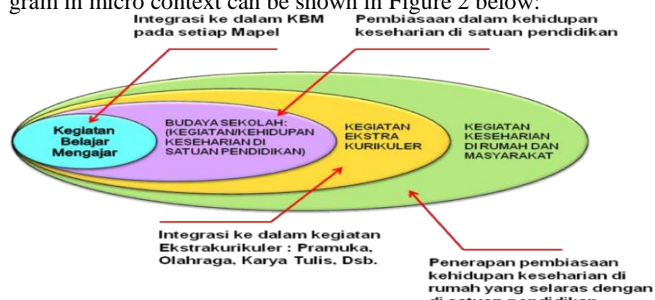 gram in micro context can be shown in Figure 2 below:
Integrasi ke dalam KBM
pada setiap Mapel
Pembiasaan dalam kehidupan
keseharian di satuan pendidikan
Kegiatan
Belajar
Mengajar
BUDAYA SEKOLAH:
(KEGIATAN/KEHIDUPAN
KESEHARIAN DI
SATUAN PENDIDIKAN)
KEGIATAN
EKSTRA
KURIKULER
KEGIATAN
KESEHARIAN
DI RUMAH DAN
MASYARAKAT
Integrasi ke dalam kegiatan
Ekstrakurikuler : Pramuka,
Olahraga, Karya Tulis, Dsb.
Penerapan pembiasaan
kehidupan keseharian di
rumah yang selaras dengan
di satuan pendidikan